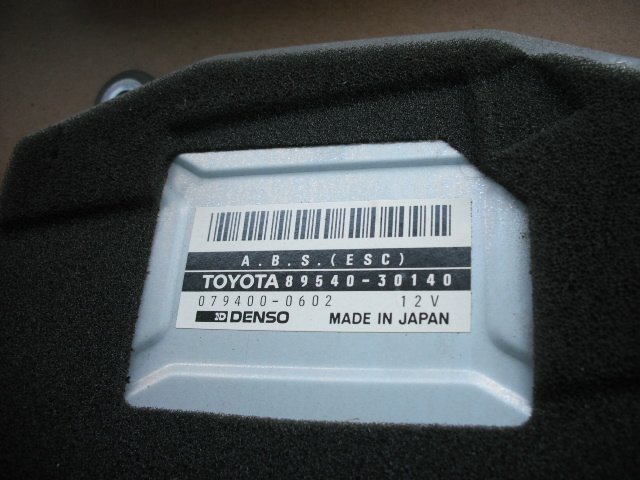 A.B.S.(ESC)
TOYOTA 89540-30140
079400-0602 12V
DENSO MADE IN JAPAN